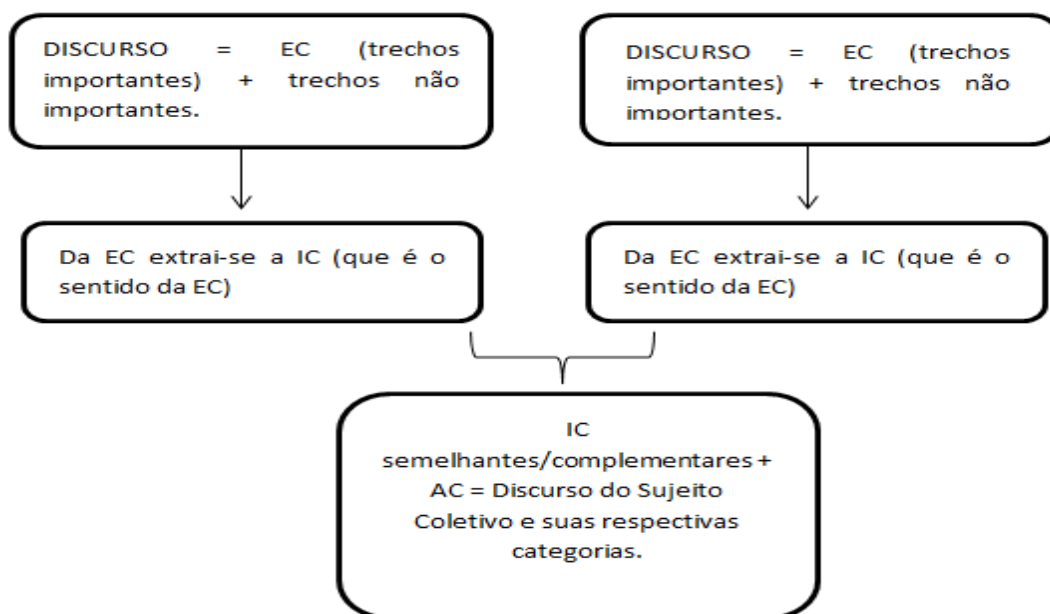 DISCURSO = EC (trechos
importantes) + trechos não
importantes.
DISCURSO = EC (trechos
importantes) + trechos não
importantes.
Da EC extrai-se a IC (que é o
sentido da EC)
Da EC extrai-se a IC (que é o
sentido da EC)
IC
semelhantes/complementares +
AC = Discurso do Sujeito
Coletivo e suas respectivas
categorias.